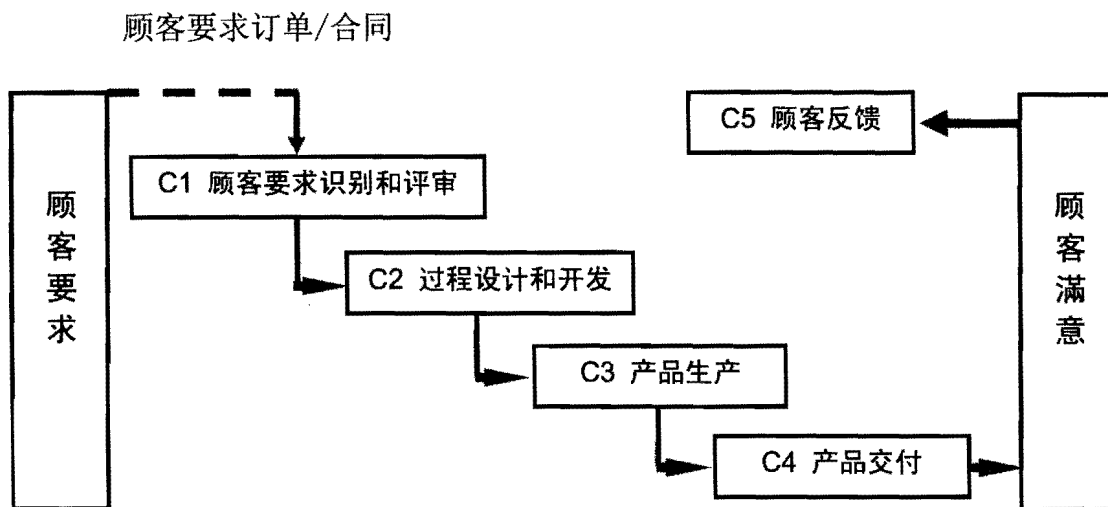 顾客要求订单/合同
顾客要求
C1 顾客要求识别和评审
C2 过程设计和开发
C3 产品生产
C4 产品交付
C5 顾客反馈
顾客滿意